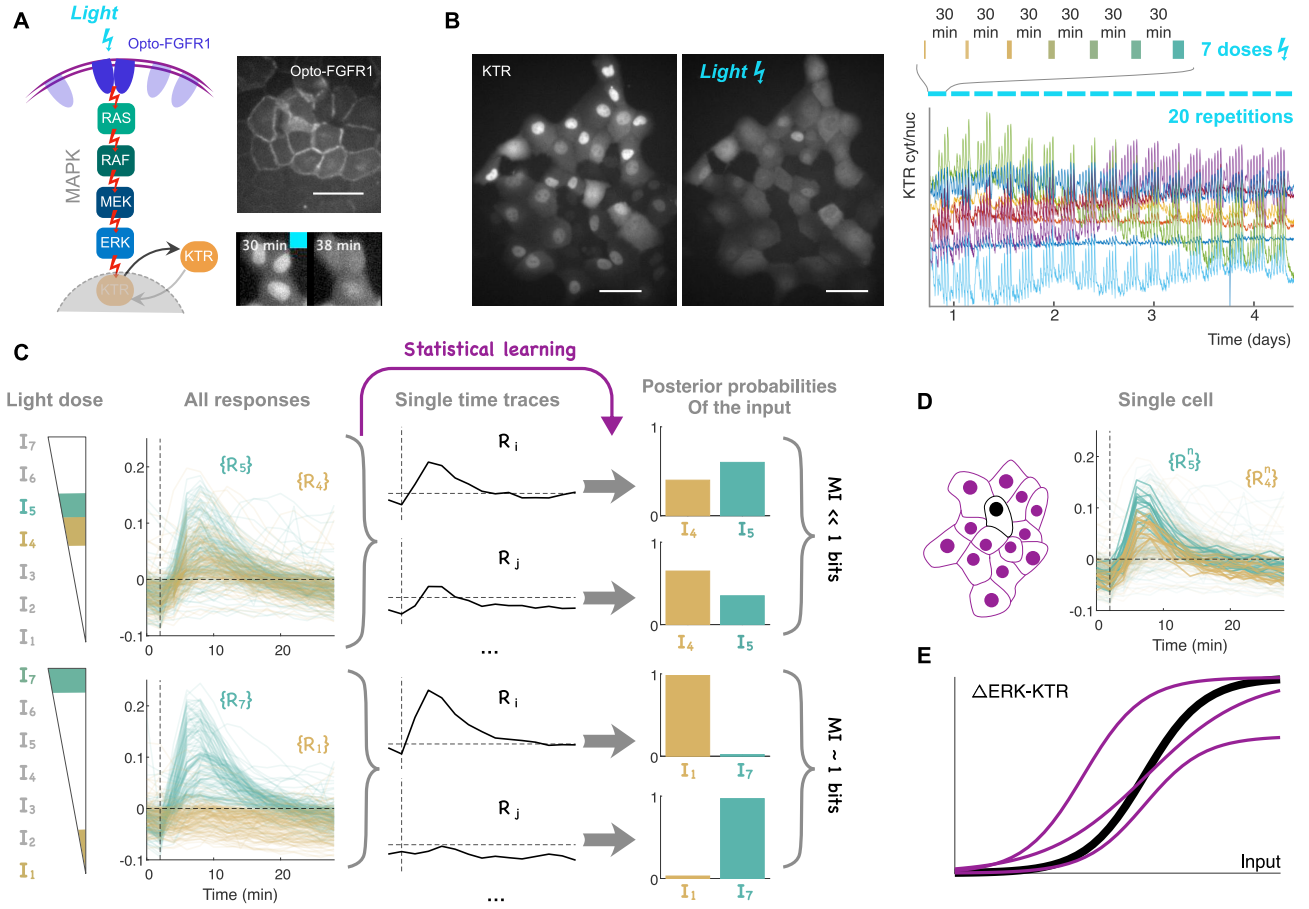 A
Light
Opto-FGFR1
RAS
RAF
MEK
ERK
MAPK
KTR
KTR
Opto-FGFR1
30 min
38 min
B
KTR
Light
30 min
30 min
30 min
30 min
30 min
30 min
7 doses
20 repetitions
KTR cyt/nuc
1
2
3
4
Time (days)
C
Statistical learning
Light dose
All responses
Single time traces
Posterior probabilities
Of the input
I7
I6
I5
I4
I3
I2
I1
0.2
0.1
0
-0.1
0
20
{R5}
{R4}
Ri
Rj
...
1
0
I4
I5
1
0
I4
I5
MI << 1 bits
I7
I6
I5
I4
I3
I2
I1
0.2
0.1
0
-0.1
0
20
Time (min)
{R7}
{R1}
Ri
Rj
...
1
0
I1
I7
1
0
I1
I7
MI ~ 1 bits
D
Single cell
0.2
0.1
0
-0.1
0
20
Time (min)
{R5^n}
{R4^n}
E
△ERK-KTR
Input